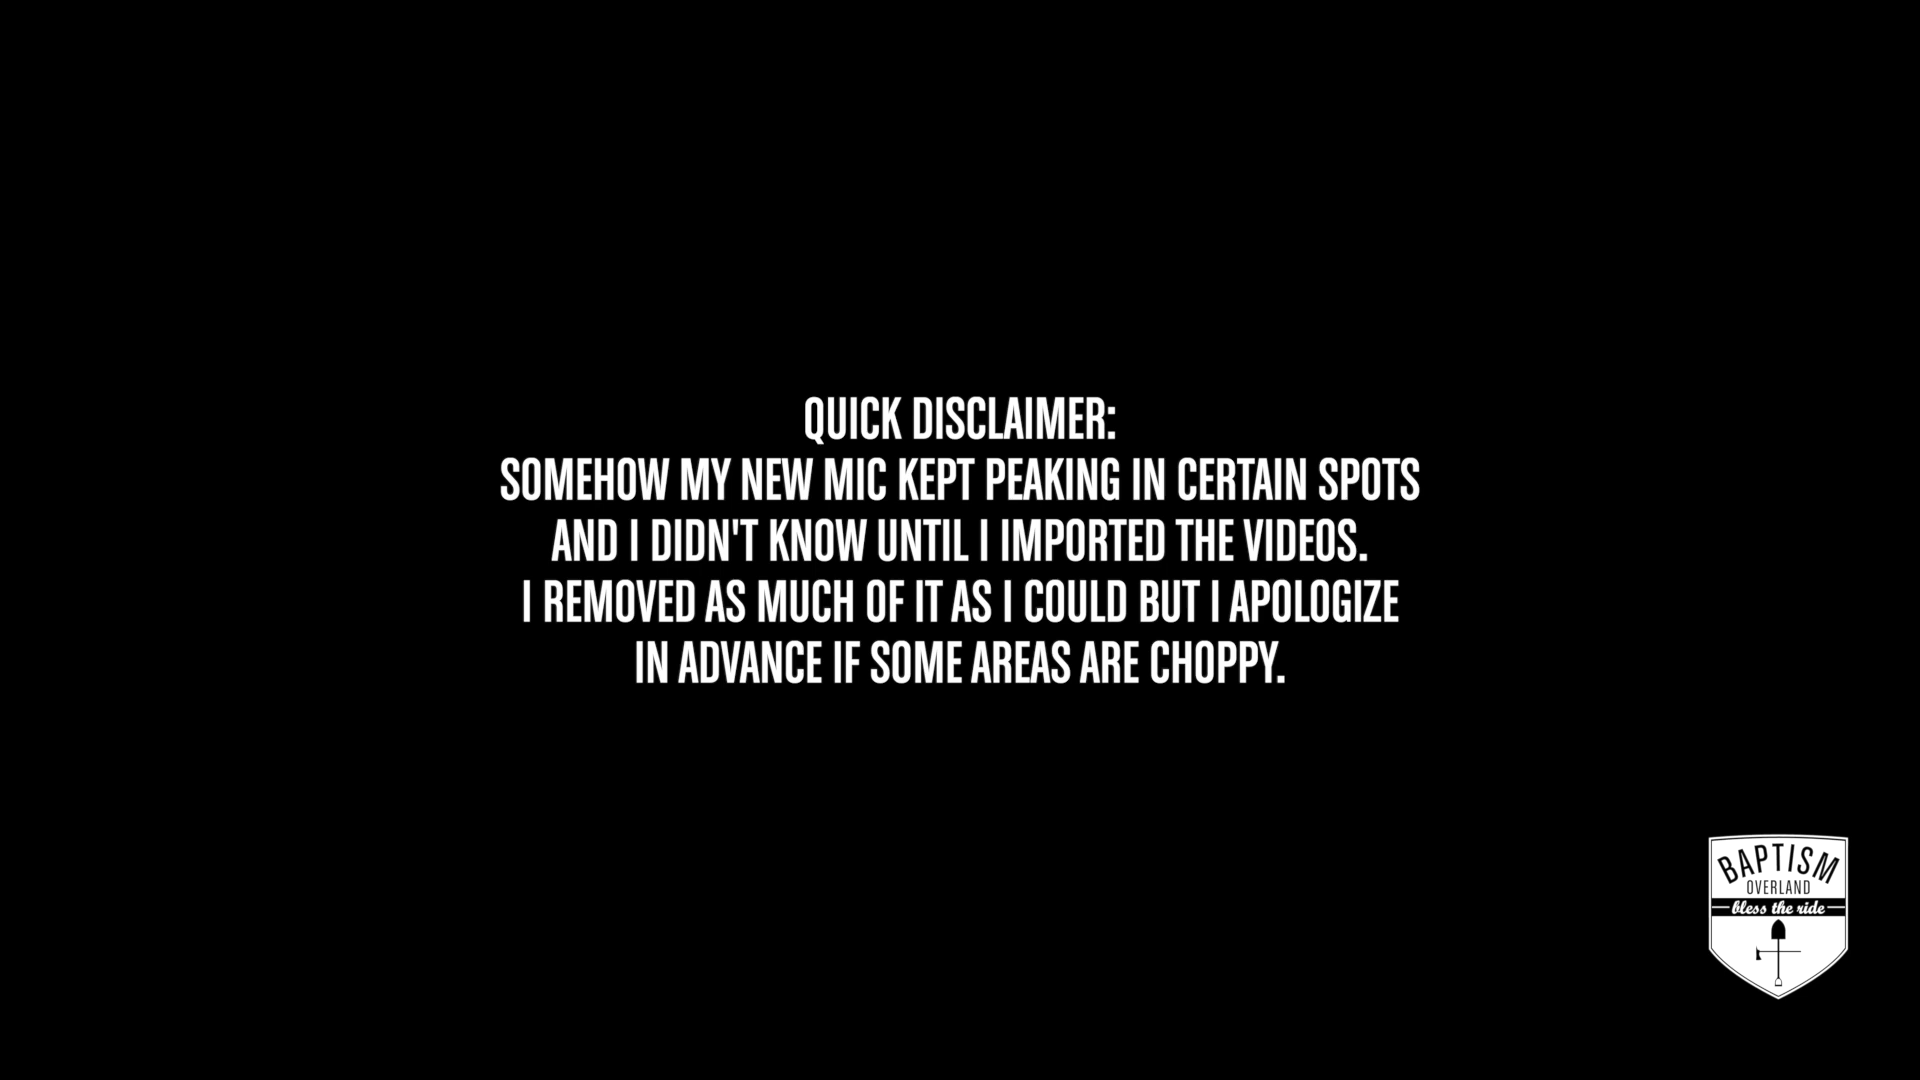 QUICK DISCLAIMER:
SOMEHOW MY NEW MIC KEPT PEAKING IN CERTAIN SPOTS
AND I DIDN'T KNOW UNTIL I IMPORTED THE VIDEOS.
I REMOVED AS MUCH OF IT AS I COULD BUT I APOLOGIZE
IN ADVANCE IF SOME AREAS ARE CHOPPY.
BAPTISM
OVERLAND
bless the ride